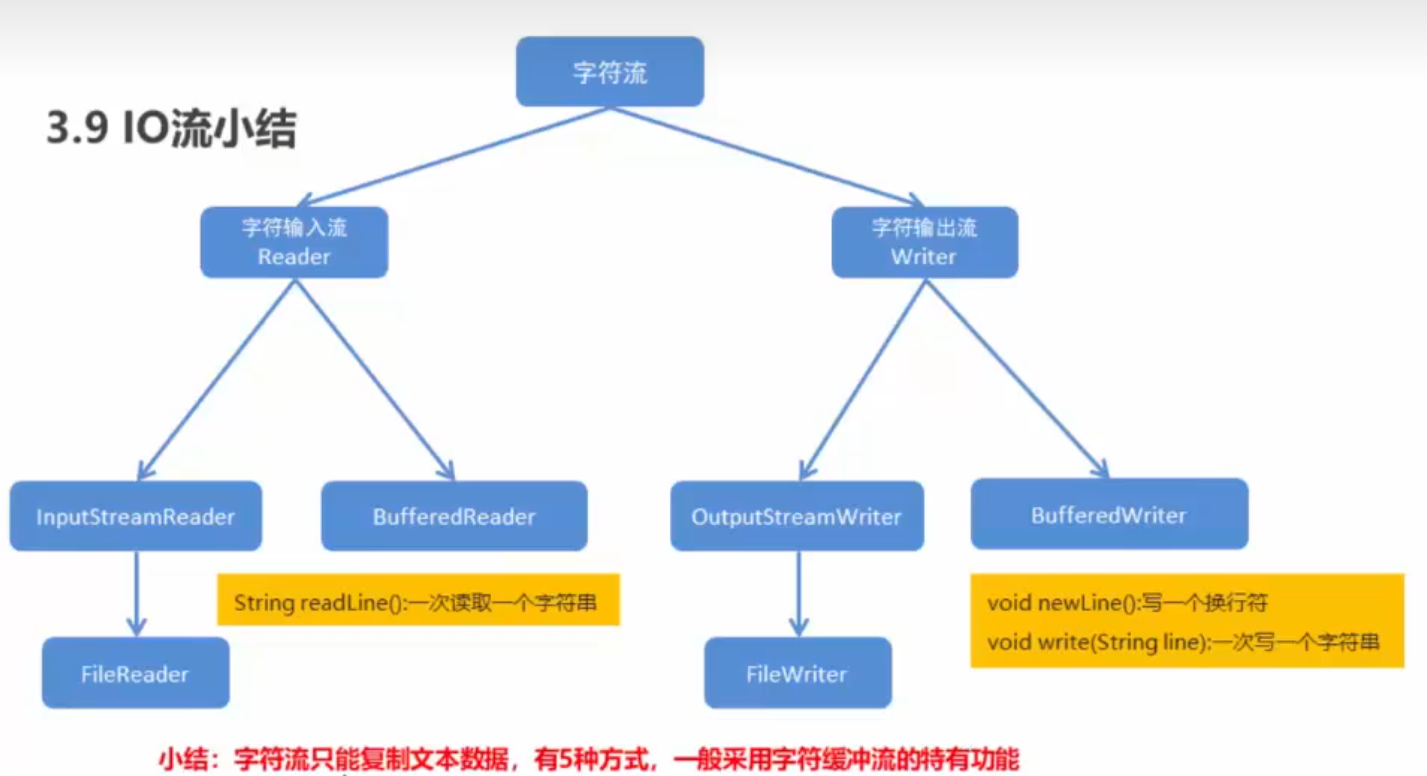 字符流
3.9 IO流小结
字符输入流
Reader
字符输出流
Writer
InputStreamReader
BufferedReader
OutputStreamWriter
BufferedWriter
String readLine():一次读取一个字符串
void newLine():写一个换行符
void write(String line):一次写一个字符串
FileReader
FileWriter
小结：字符流只能复制文本数据，有5种方式，一般采用字符缓冲流的特有功能